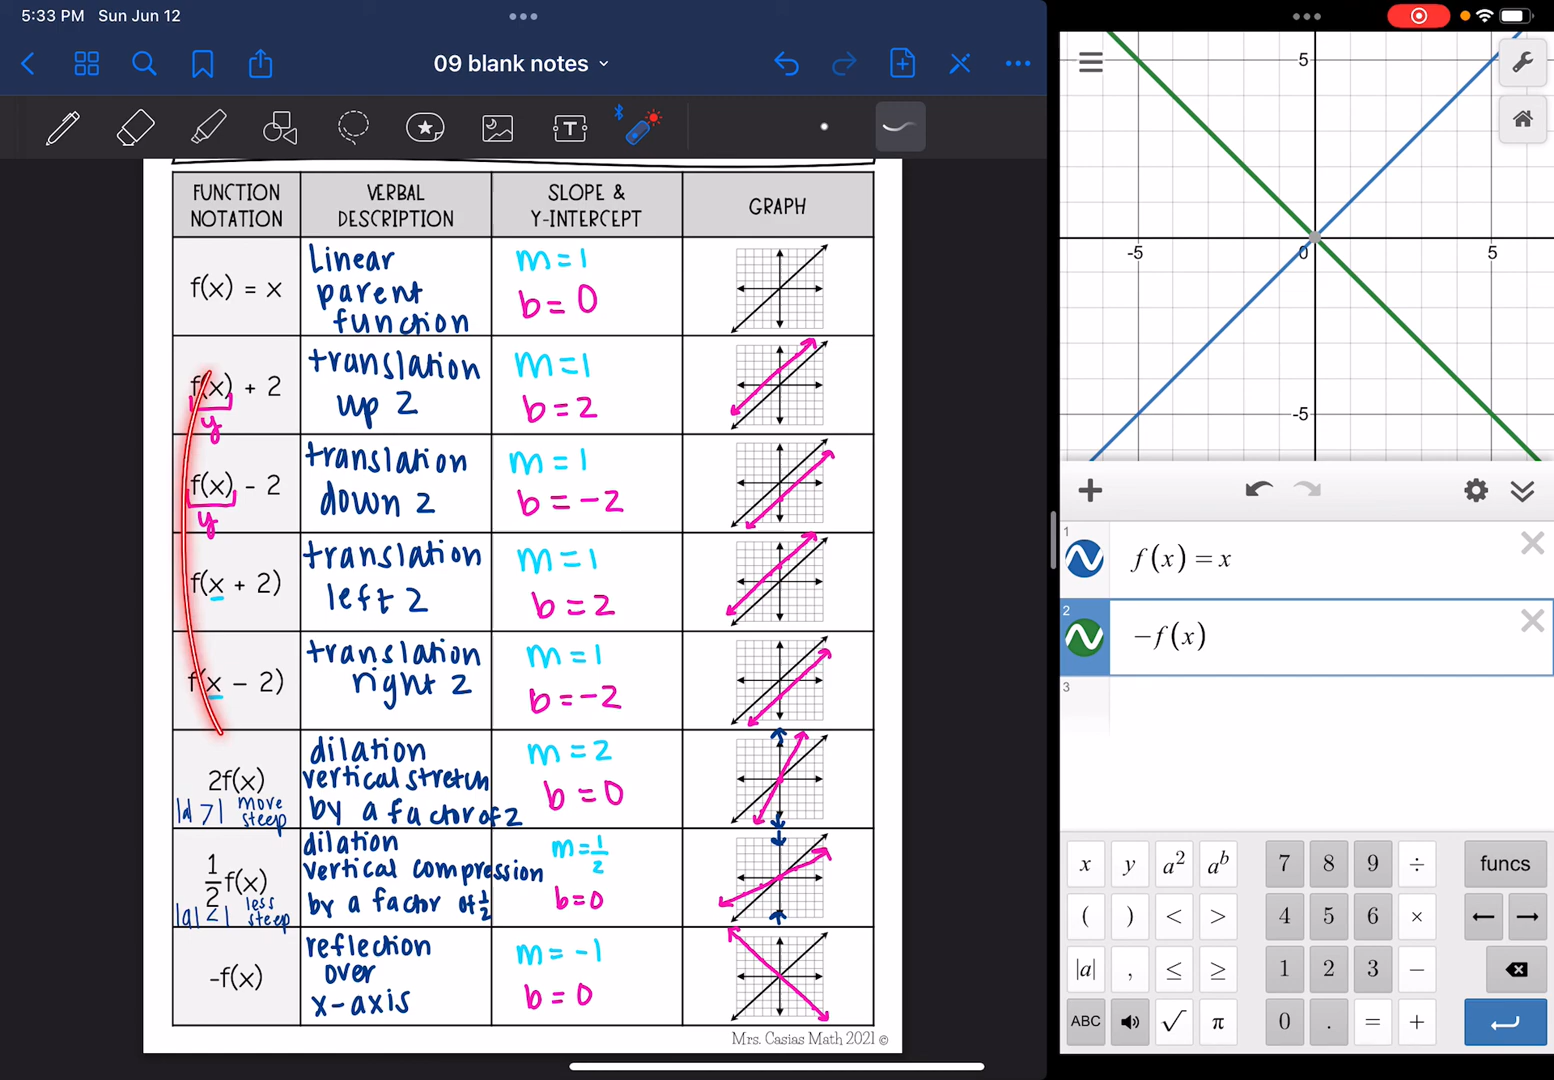 5:33 PM Sun Jun 12
09 blank notes
T
FUNCTION NOTATION
VERBAL DESCRIPTION
SLOPE & Y-INTERCEPT
GRAPH
f(x) = x
Linear
parent
function
m = 1
b = 0
f(x) + 2
y
translation
up 2
m = 1
b = 2
f(x) - 2
y
translation
down 2
m = 1
b = -2
f(x + 2)
translation
left 2
m = 1
b = 2
f(x - 2)
translation
right 2
m = 1
b = -2
2f(x)
|a| > 1 more
steep
dilation
vertical stretch
by a factor of 2
m = 2
b = 0
1/2 f(x)
|a| < 1 less
steep
dilation
vertical compression
by a factor of 1/2
m = 1/2
b = 0
-f(x)
reflection
over
x-axis
m = -1
b = 0
Mrs. Casias Math 2021 ©
5
-5
0
5
-5
1
f(x) = x
2
-f(x)
3
x y a² aᵇ 7 8 9 ÷ funcs
( ) < > 4 5 6 ×
|a| , ≤ ≥ 1 2 3 −
ABC √ π 0 . = +